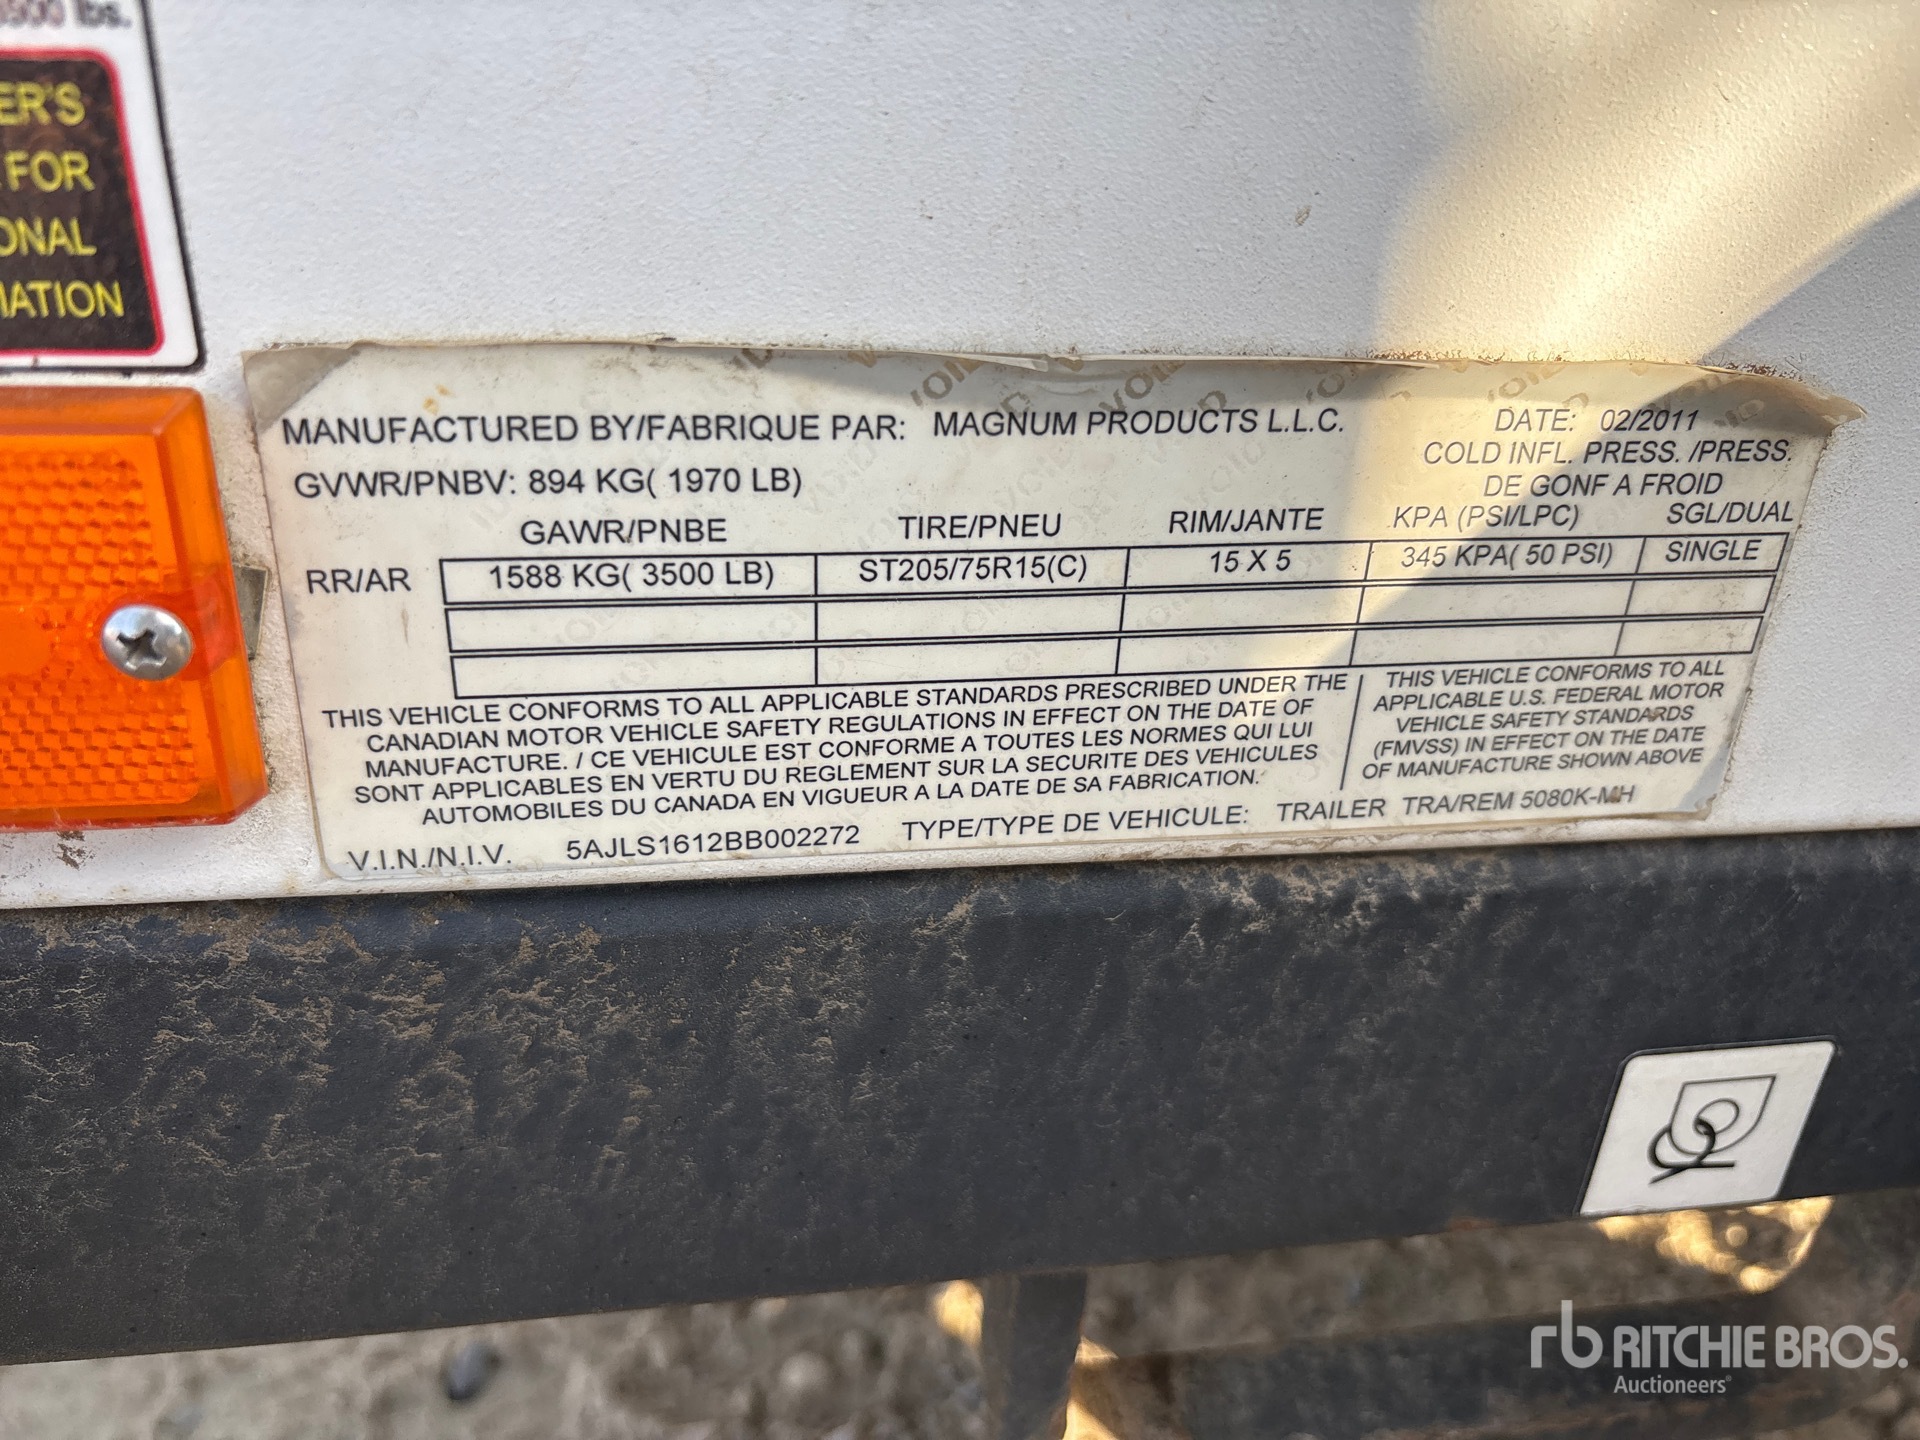 lbs.
ER'S
FOR
ONAL
MATION
MANUFACTURED BY/FABRIQUE PAR: MAGNUM PRODUCTS L.L.C. DATE: 02/2011
GVWR/PNBV: 894 KG( 1970 LB) COLD INFL. PRESS. /PRESS.
DE GONF A FROID
GAWR/PNBE TIRE/PNEU RIM/JANTE KPA (PSI/LPC) SGL/DUAL
RR/AR 1588 KG( 3500 LB) ST205/75R15(C) 15 X 5 345 KPA( 50 PSI) SINGLE
THIS VEHICLE CONFORMS TO ALL APPLICABLE STANDARDS PRESCRIBED UNDER THE
CANADIAN MOTOR VEHICLE SAFETY REGULATIONS IN EFFECT ON THE DATE OF
MANUFACTURE. / CE VEHICULE EST CONFORME A TOUTES LES NORMES QUI LUI
SONT APPLICABLES EN VERTU DU REGLEMENT SUR LA SECURITE DES VEHICULES
AUTOMOBILES DU CANADA EN VIGUEUR A LA DATE DE SA FABRICATION.
THIS VEHICLE CONFORMS TO ALL
APPLICABLE U.S. FEDERAL MOTOR
VEHICLE SAFETY STANDARDS
(FMVSS) IN EFFECT ON THE DATE
OF MANUFACTURE SHOWN ABOVE
V.I.N./N.I.V. 5AJLS1612BB002272 TYPE/TYPE DE VEHICULE: TRAILER TRA/REM 5080K-MH
rb RITCHIE BROS.
Auctioneers